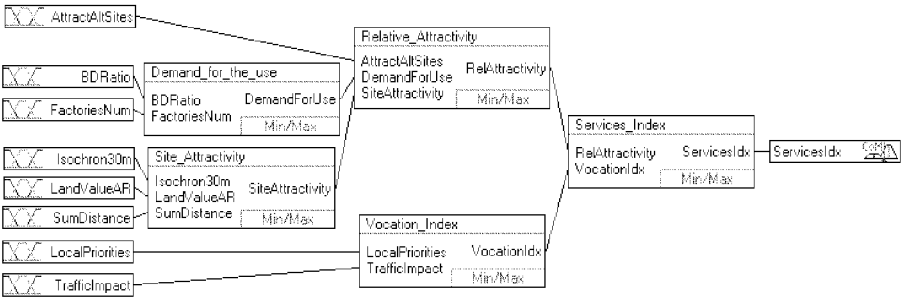 AttractAltSites
BDRatio
FactoriesNum
Isochron30m
LandValueAR
SumDistance
LocalPriorities
TrafficImpact
Demand_for_the_use
BDRatio
FactoriesNum
DemandForUse
Min/Max
Site_Attractivity
Isochron30m
LandValueAR
SumDistance
SiteAttractivity
Min/Max
Relative_Attractivity
AttractAltSites
DemandForUse
SiteAttractivity
RelAttractivity
Min/Max
Vocation_Index
LocalPriorities
TrafficImpact
VocationIdx
Min/Max
Services_Index
RelAttractivity
VocationIdx
ServicesIdx
Min/Max
ServicesIdx